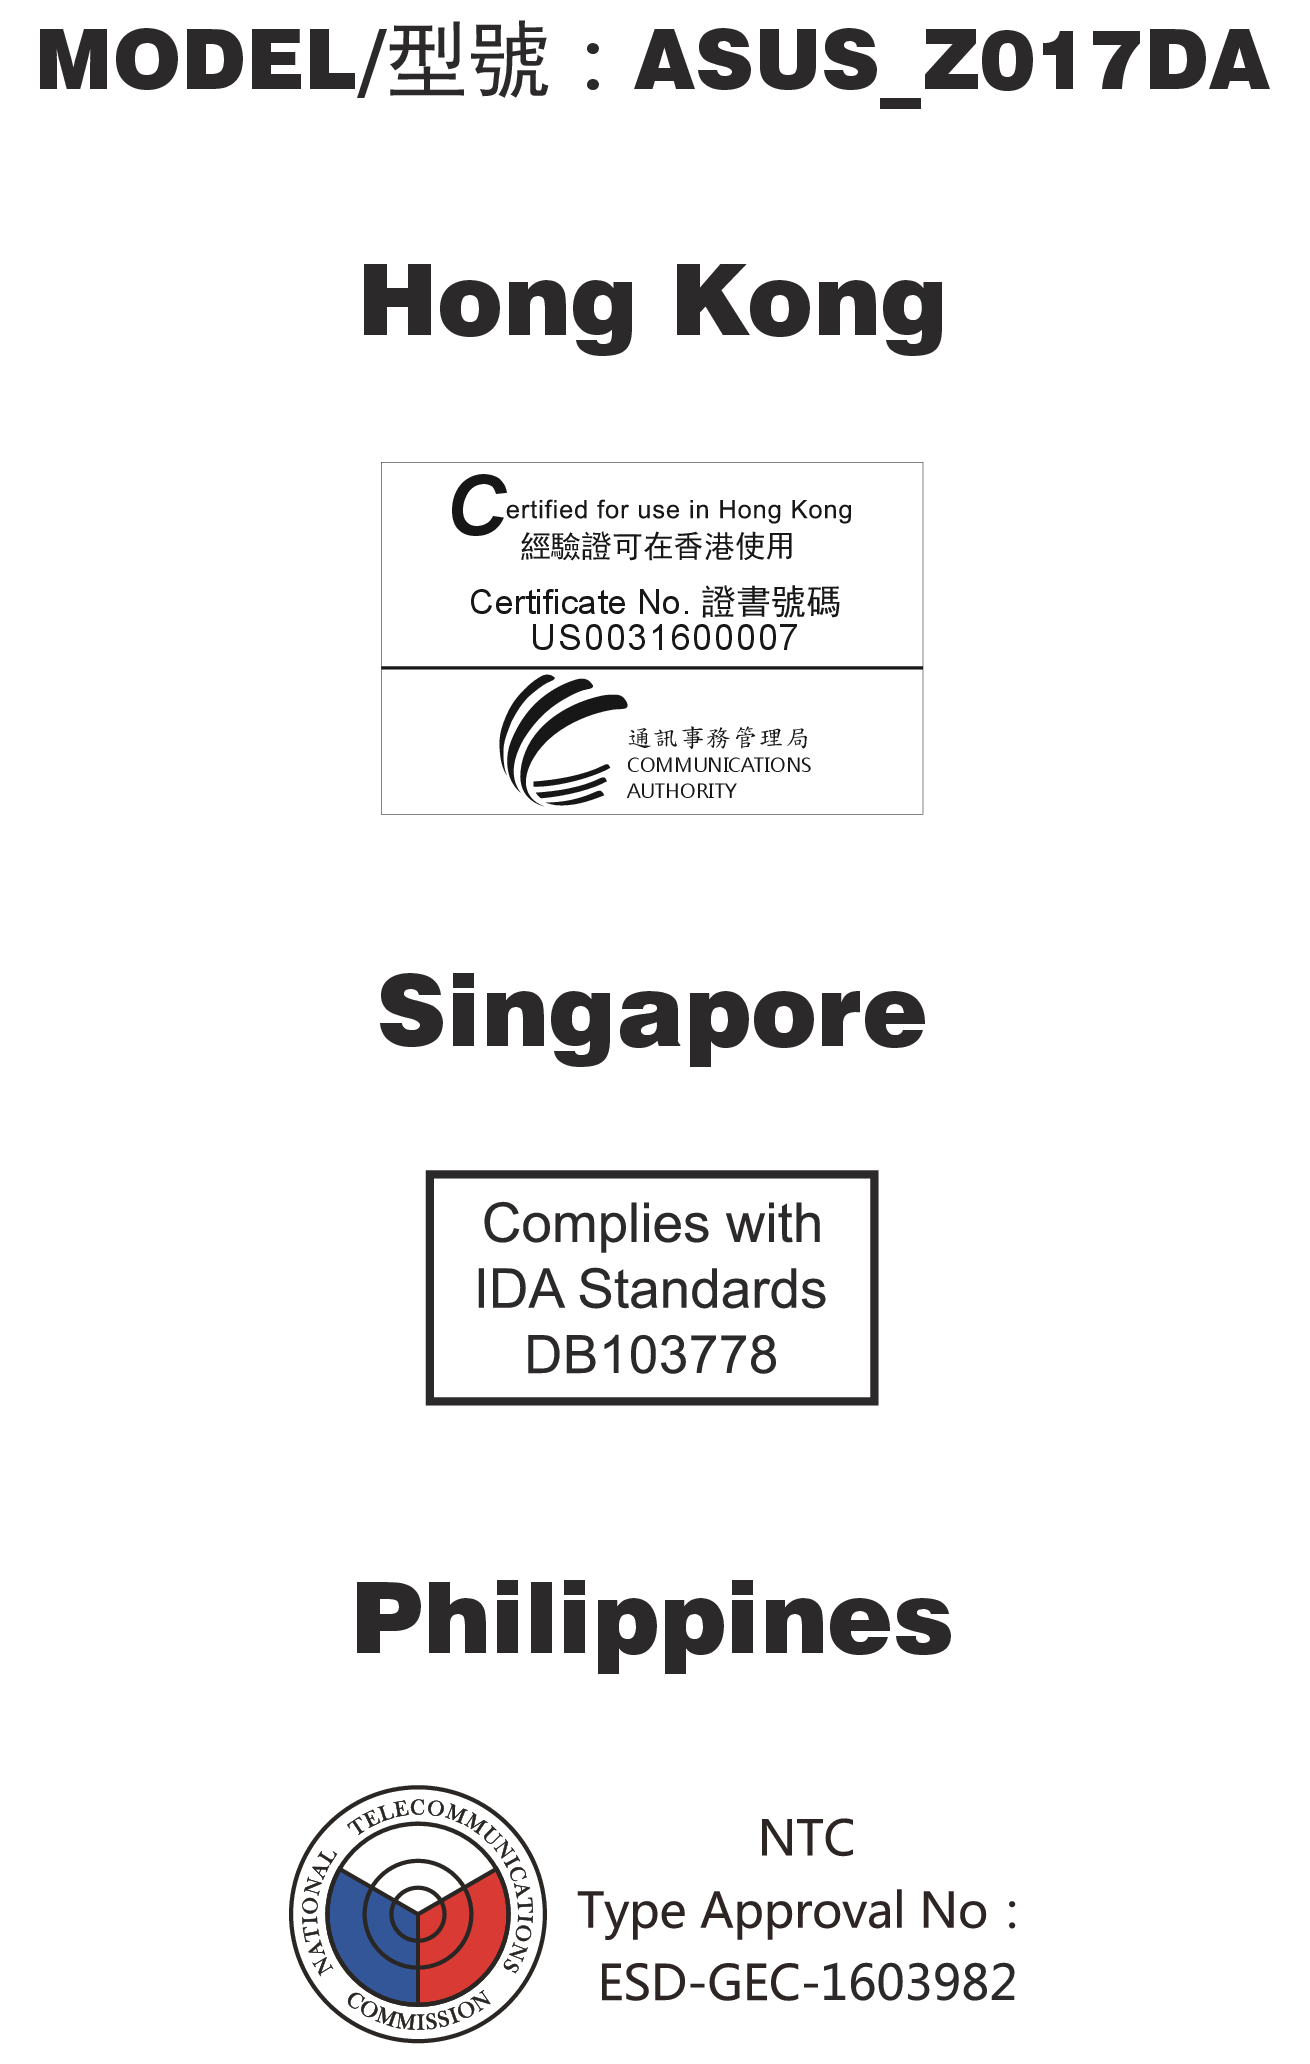 MODEL/型號：ASUS_Z017DA
Hong Kong
Certified for use in Hong Kong
經驗證可在香港使用
Certificate No. 證書號碼
US0031600007
通訊事務管理局
COMMUNICATIONS
AUTHORITY
Singapore
Complies with
IDA Standards
DB103778
Philippines
NATIONAL TELECOMMUNICATIONS
COMMISSION
NTC
Type Approval No :
ESD-GEC-1603982